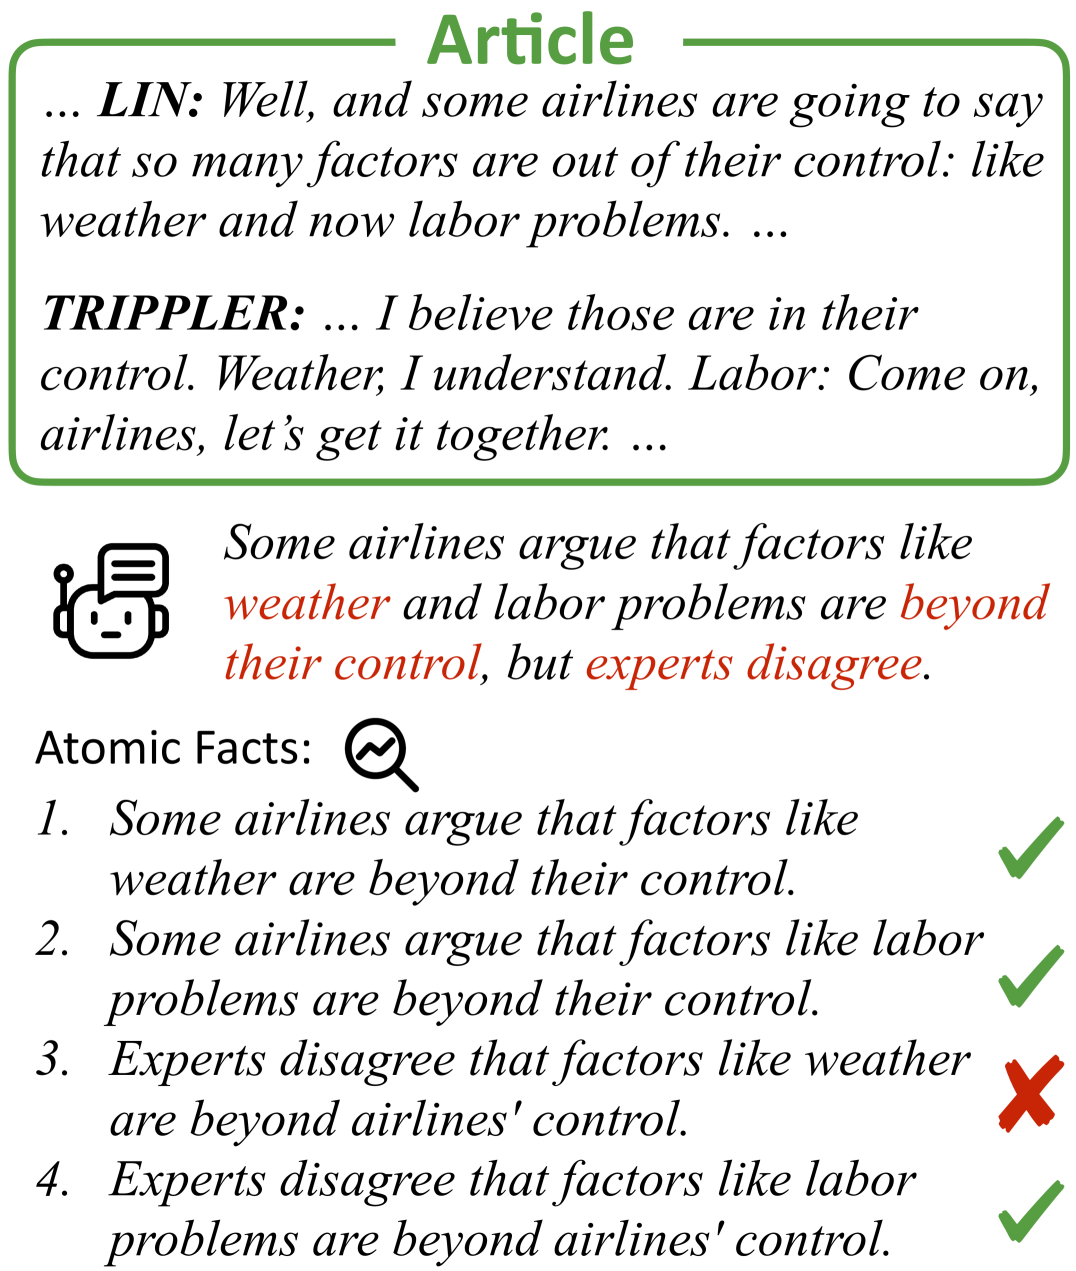 Article
... LIN: Well, and some airlines are going to say
that so many factors are out of their control: like
weather and now labor problems. ...
TRIPPLER: ... I believe those are in their
control. Weather, I understand. Labor: Come on,
airlines, let’s get it together. ...
Some airlines argue that factors like
weather and labor problems are beyond
their control, but experts disagree.
Atomic Facts:
1. Some airlines argue that factors like
weather are beyond their control.
2. Some airlines argue that factors like labor
problems are beyond their control.
3. Experts disagree that factors like weather
are beyond airlines' control.
4. Experts disagree that factors like labor
problems are beyond airlines' control.